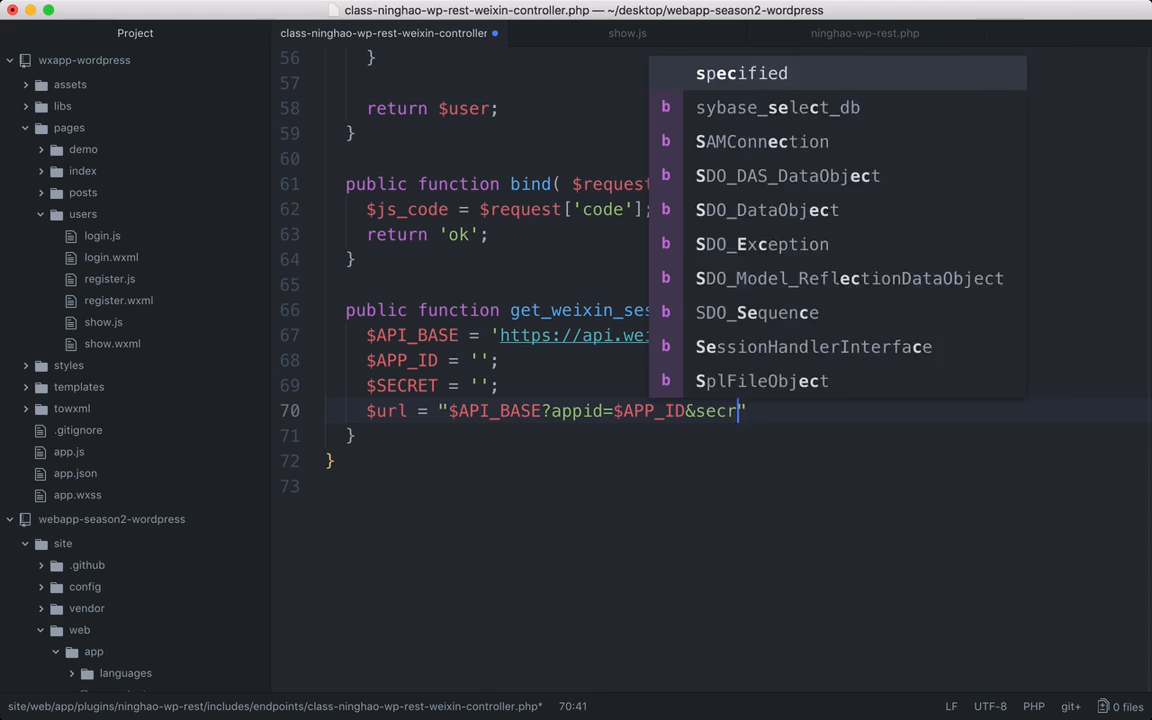 class-ninghao-wp-rest-weixin-controller.php — ~/desktop/webapp-season2-wordpress
Project
wxapp-wordpress
assets
libs
pages
demo
index
posts
users
login.js
login.wxml
register.js
register.wxml
show.js
show.wxml
styles
templates
towxml
.gitignore
app.js
app.json
app.wxss
webapp-season2-wordpress
site
.github
config
vendor
web
app
languages
class-ninghao-wp-rest-weixin-controller
show.js
ninghao-wp-rest.php
56 }
57
58 return $user;
59 }
60
61 public function bind( $request
62 $js_code = $request['code'];
63 return 'ok';
64 }
65
66 public function get_weixin_ses
67 $API_BASE = 'https://api.wei
68 $APP_ID = '';
69 $SECRET = '';
70 $url = "$API_BASE?appid=$APP_ID&secr"
71 }
72 }
73
specified
b sybase_select_db
b SAMConnection
b SDO_DAS_DataObject
b SDO_DataObject
b SDO_Exception
b SDO_Model_ReflectionDataObject
b SDO_Sequence
b SessionHandlerInterface
b SplFileObject
site/web/app/plugins/ninghao-wp-rest/includes/endpoints/class-ninghao-wp-rest-weixin-controller.php* 70:41 LF UTF-8 PHP git+ 0 files